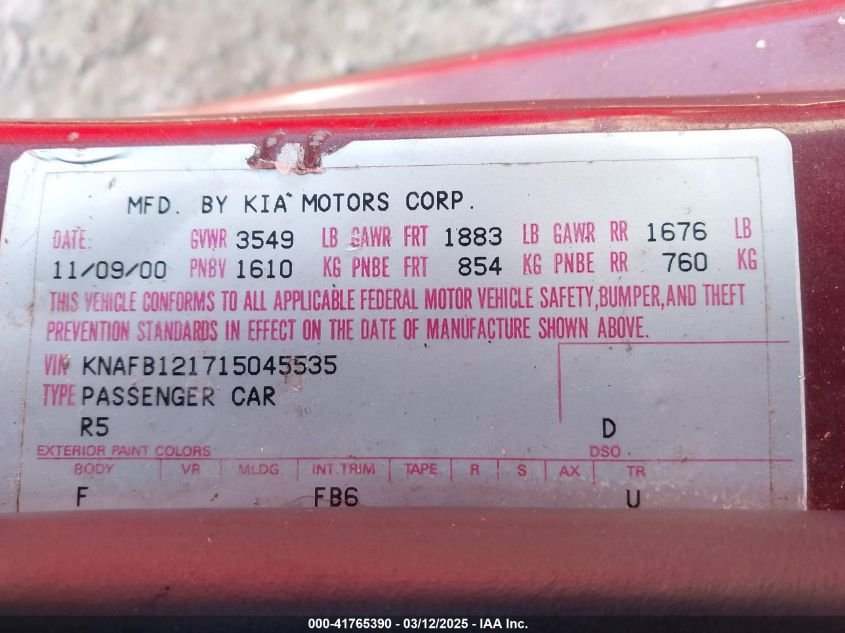 MFD. BY KIA MOTORS CORP.
DATE: GVWR 3549 LB GAWR FRT 1883 LB GAWR RR 1676 LB
11/09/00 PNBV 1610 KG PNBE FRT 854 KG PNBE RR 760 KG
THIS VEHICLE CONFORMS TO ALL APPLICABLE FEDERAL MOTOR VEHICLE SAFETY,BUMPER,AND THEFT
PREVENTION STANDARDS IN EFFECT ON THE DATE OF MANUFACTURE SHOWN ABOVE.
VIN KNAFB121715045535
TYPE PASSENGER CAR
R5 D
EXTERIOR PAINT COLORS DSO
BODY VR MLDG. INT.TRIM TAPE R S AX TR
F FB6 U
000-41765390 - 03/12/2025 - IAA Inc.